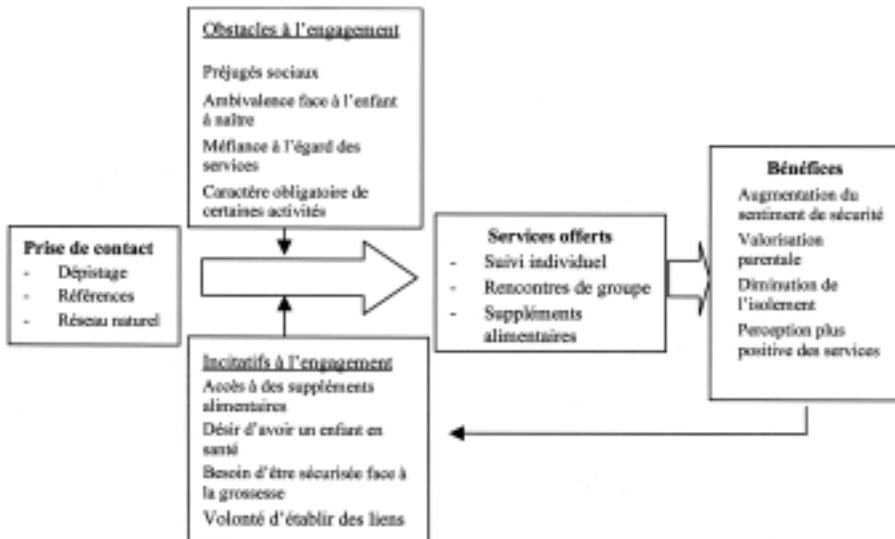 Obstacles à l'engagement
Préjugés sociaux
Ambivalence face à l'enfant
à naître
Méfiance à l'égard des
services
Caractère obligatoire de
certaines activités
Prise de contact
- Dépistage
- Références
- Réseau naturel
Incitatifs à l'engagement
Accès à des suppléments
alimentaires
Désir d'avoir un enfant en
santé
Besoin d'être sécurisée face à
la grossesse
Volonté d'établir des liens
Services offerts
- Suivi individuel
- Rencontres de groupe
- Suppléments
alimentaires
Bénéfices
Augmentation du
sentiment de sécurité
Valorisation
parentale
Diminution de
l'isolement
Perception plus
positive des services